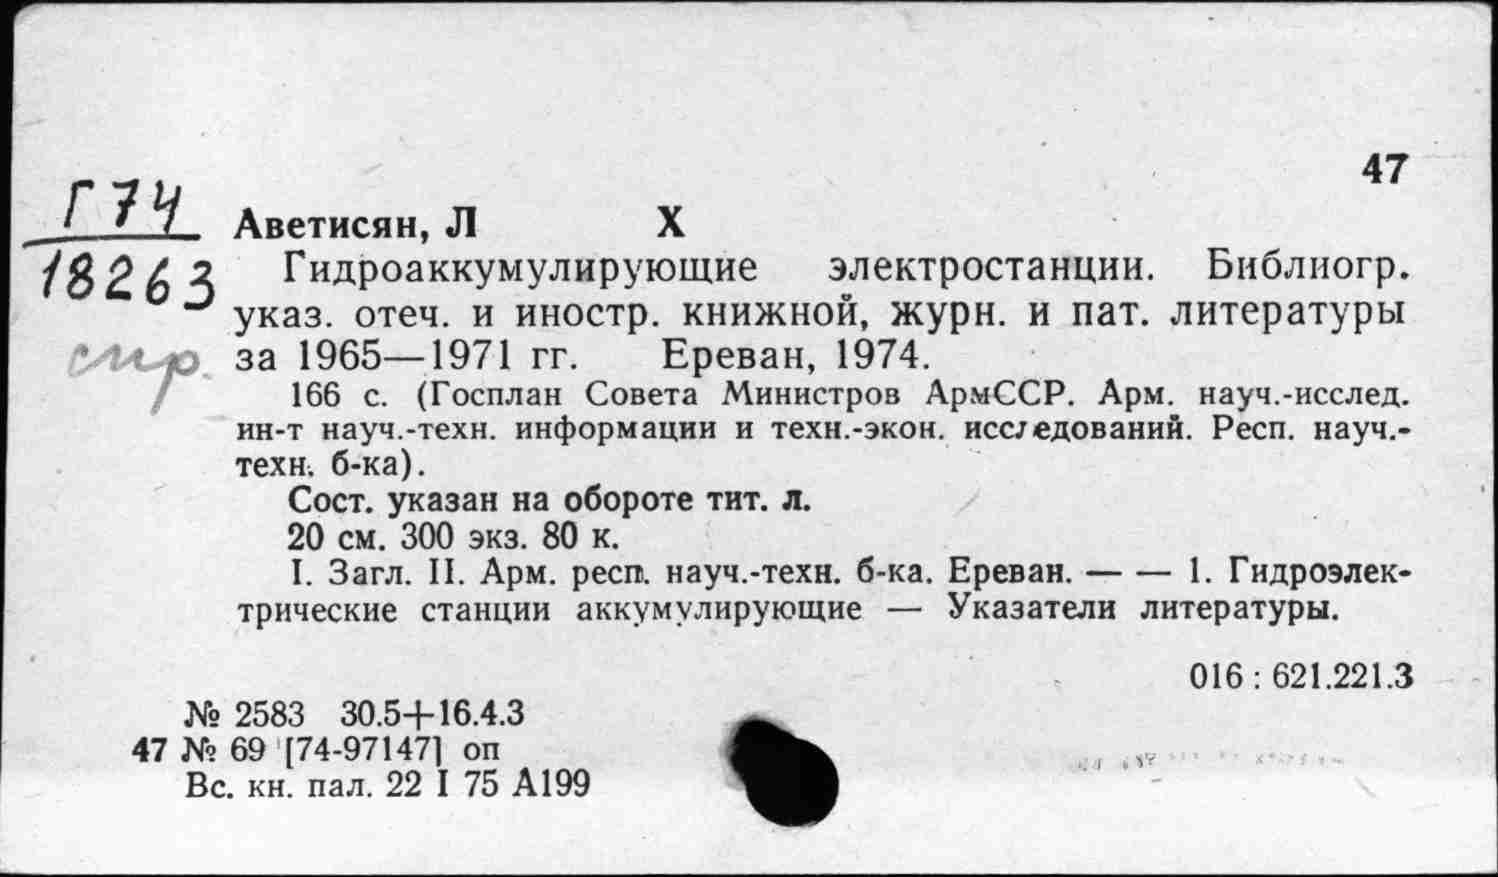 47
Г74
18263
спр.
Аветисян, Л Х
Гидроаккумулирующие электростанции. Библиогр.
указ. отеч. и иностр. книжной, журн. и пат. литературы
за 1965—1971 гг. Ереван, 1974.
166 с. (Госплан Совета Министров АрмССР. Арм. науч.-исслед.
ин-т науч.-техн. информации и техн.-экон. исследований. Респ. науч.-
техн. б-ка).
Сост. указан на обороте тит. л.
20 см. 300 экз. 80 к.
I. Загл. II. Арм. респ. науч.-техн. б-ка. Ереван. — — 1. Гидроэлек-
трические станции аккумулирующие — Указатели литературы.
016 : 621.221.3
№ 2583 30.5+16.4.3
47 № 69 [74-97147] оп
Вс. кн. пал. 22 I 75 А199